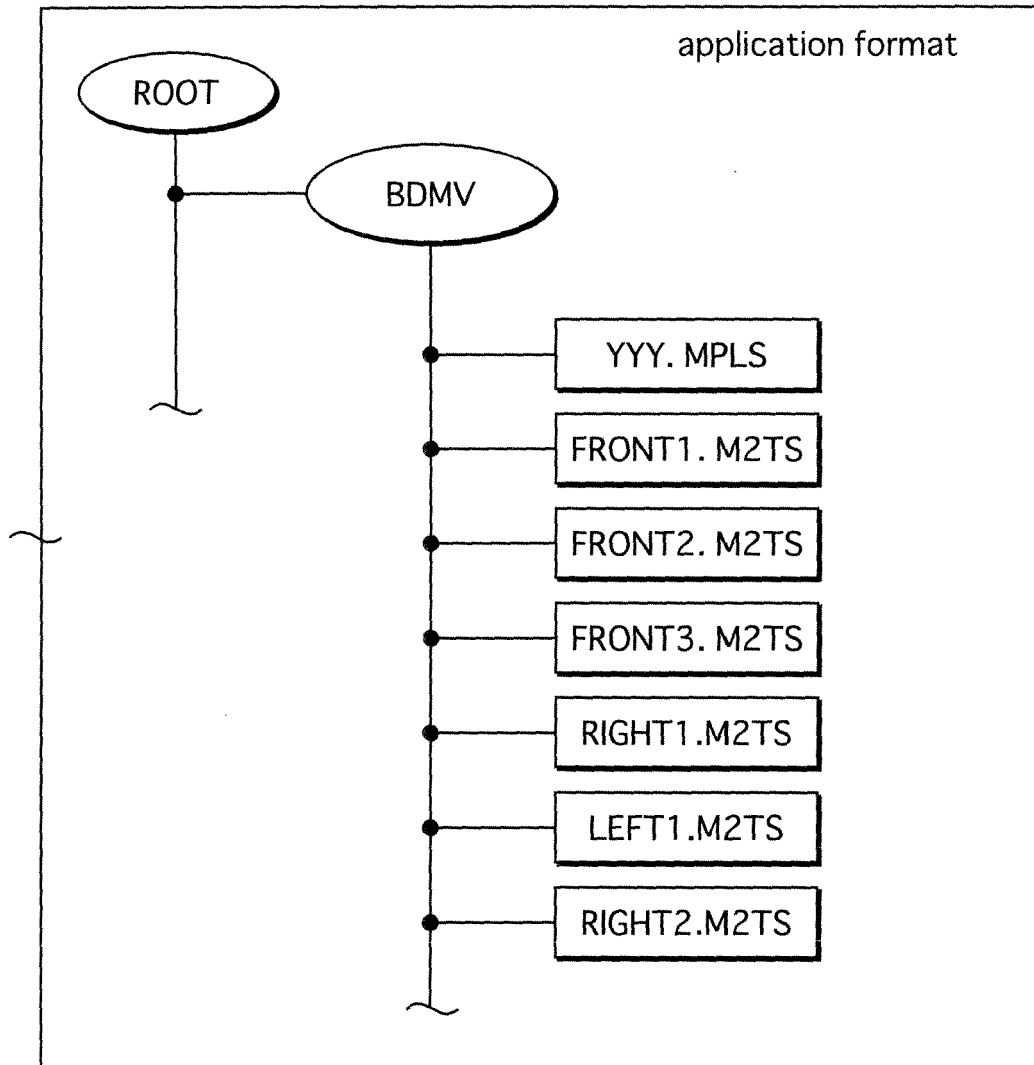 application format
ROOT
BDMV
YYY. MPLS
FRONT1. M2TS
FRONT2. M2TS
FRONT3. M2TS
RIGHT1.M2TS
LEFT1.M2TS
RIGHT2.M2TS